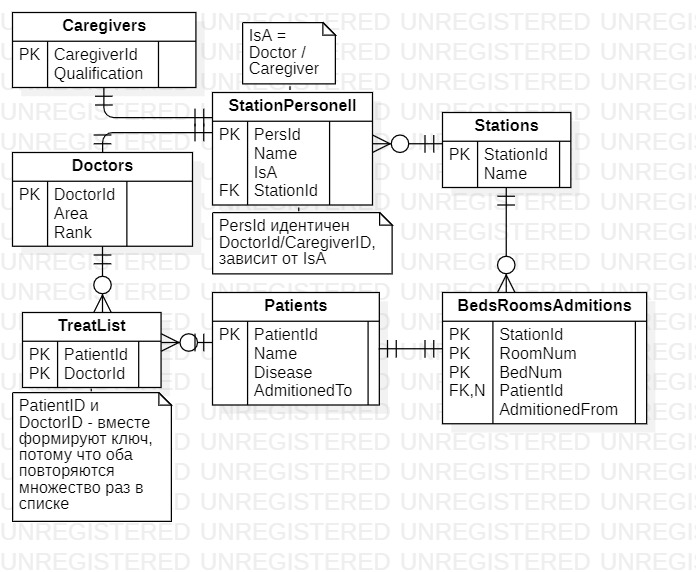 Caregivers
PK CaregiverId
Qualification
IsA =
Doctor /
Caregiver
StationPersonell
PK PersId
Name
IsA
FK StationId
Stations
PK StationId
Name
Doctors
PK DoctorId
Area
Rank
PersId идентичен
DoctorId/CaregiverID,
зависит от IsA
TreatList
PK PatientId
PK DoctorId
Patients
PK PatientId
Name
Disease
AdmitionedTo
BedsRoomsAdmitions
PK StationId
PK RoomNum
PK BedNum
FK,N PatientId
AdmitionedFrom
PatientID и
DoctorID - вместе
формируют ключ,
потому что оба
повторяются
множество раз в
списке
UNREGISTERED UNREGISTERED UNREGISTERED UNREGISTERED